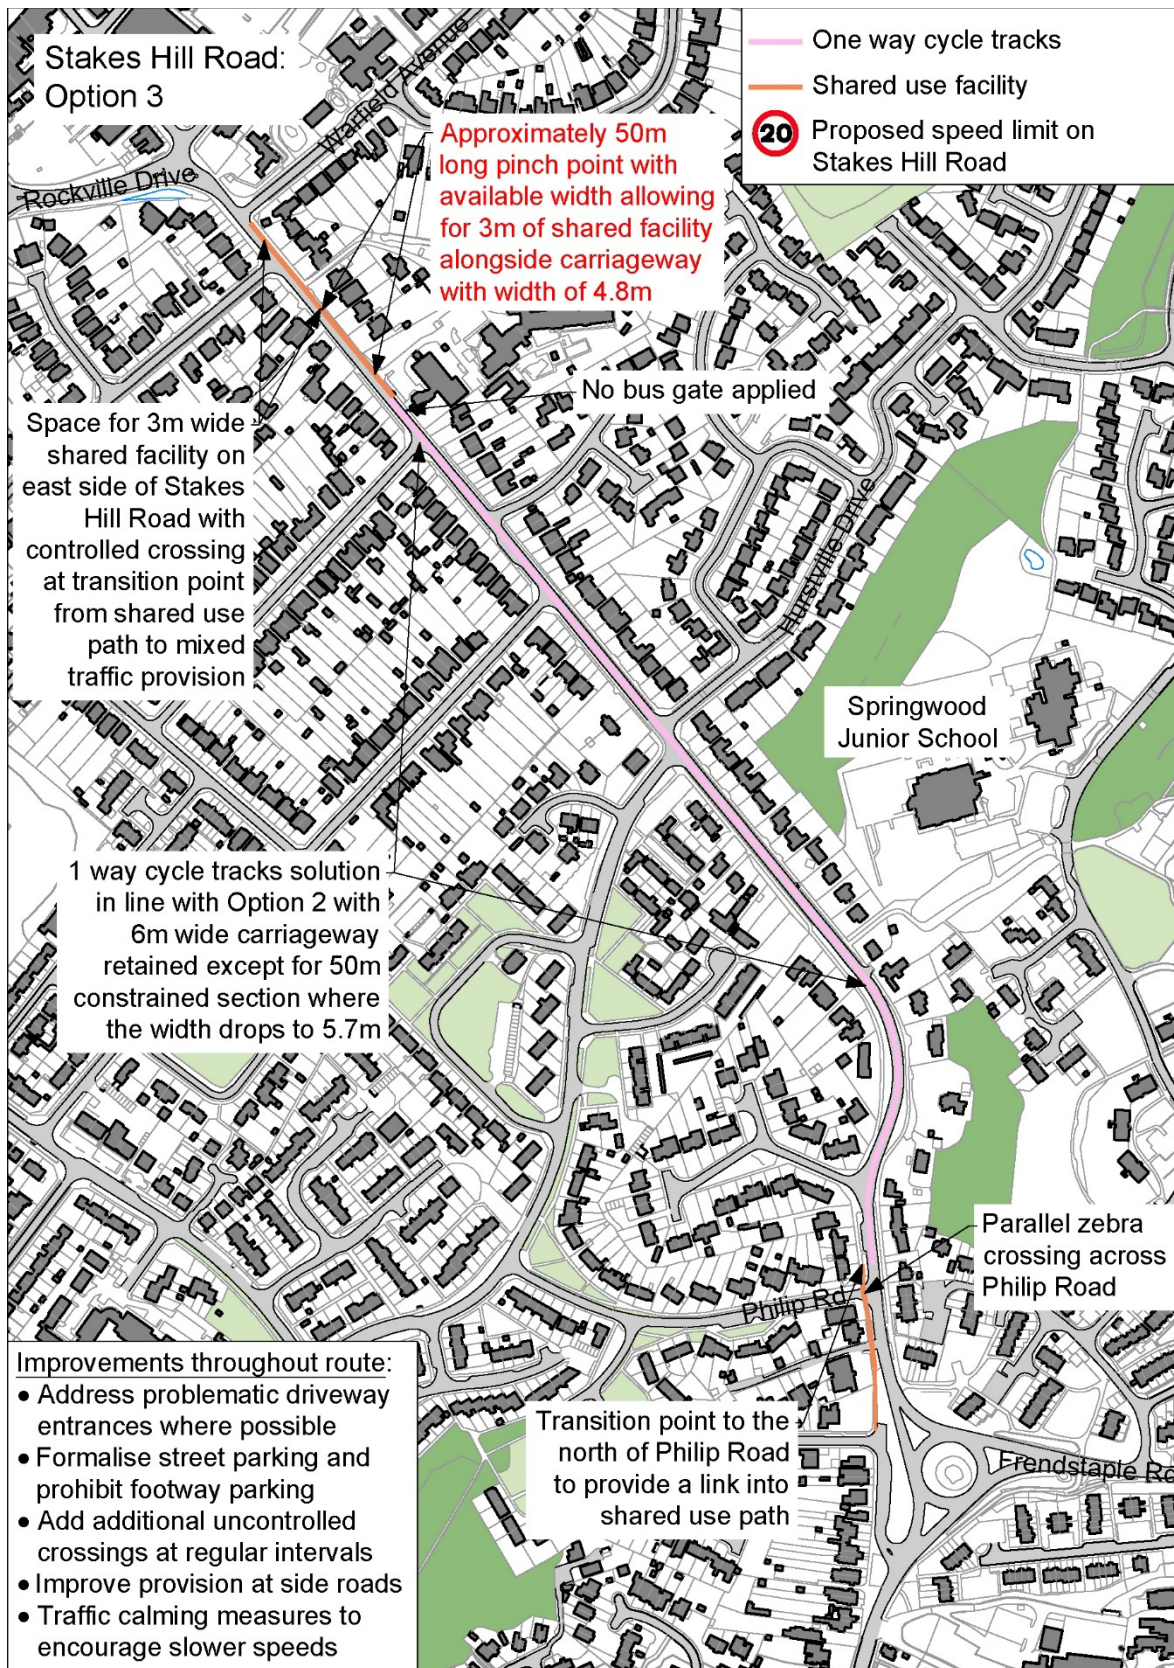 Stakes Hill Road:
Option 3
One way cycle tracks
Shared use facility
20
Proposed speed limit on
Stakes Hill Road
Warfield Avenue
Rockville Drive
Approximately 50m
long pinch point with
available width allowing
for 3m of shared facility
alongside carriageway
with width of 4.8m
No bus gate applied
Space for 3m wide
shared facility on
east side of Stakes
Hill Road with
controlled crossing
at transition point
from shared use
path to mixed
traffic provision
Hurstville Drive
Springwood
Junior School
1 way cycle tracks solution
in line with Option 2 with
6m wide carriageway
retained except for 50m
constrained section where
the width drops to 5.7m
Parallel zebra
crossing across
Philip Road
Philip Rd
Transition point to the
north of Philip Road
to provide a link into
shared use path
Frendstaple Rd
Improvements throughout route:
• Address problematic driveway
entrances where possible
• Formalise street parking and
prohibit footway parking
• Add additional uncontrolled
crossings at regular intervals
• Improve provision at side roads
• Traffic calming measures to
encourage slower speeds